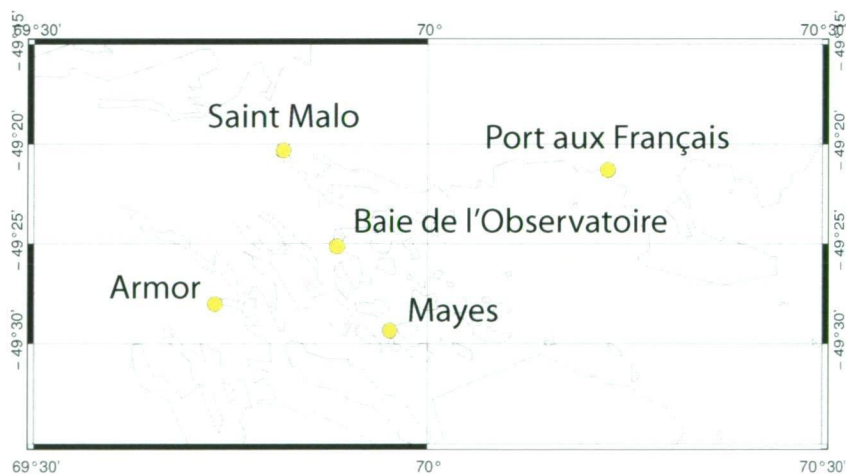 69°30' 70° 70°30'
−49°15' −49°15'
Saint Malo
−49°20' −49°20'
Port aux Français
Baie de l'Observatoire
−49°25' −49°25'
Armor
Mayes
−49°30' −49°30'
69°30' 70° 70°30'